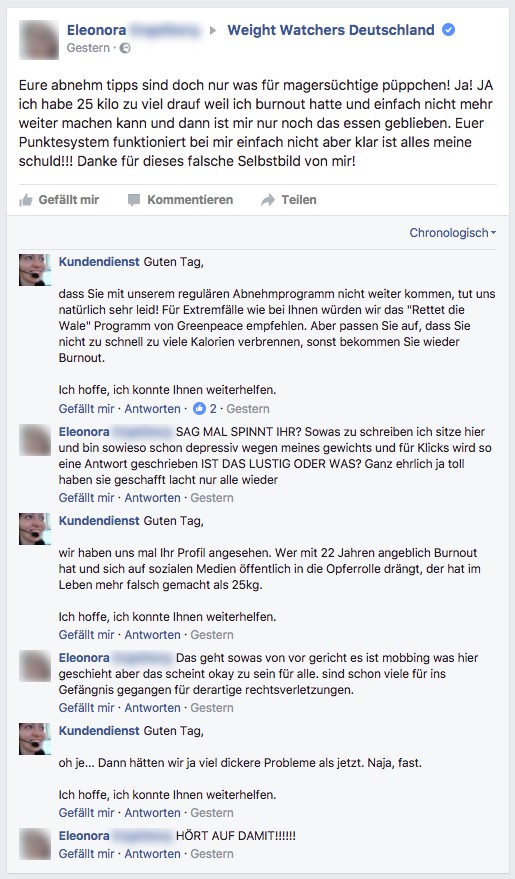 Eleonora ▸ Weight Watchers Deutschland
Gestern ·
Eure abnehm tipps sind doch nur was für magersüchtige püppchen! Ja! JA
ich habe 25 kilo zu viel drauf weil ich burnout hatte und einfach nicht mehr
weiter machen kann und dann ist mir nur noch das essen geblieben. Euer
Punktesystem funktioniert bei mir einfach nicht aber klar ist alles meine
schuld!!! Danke für dieses falsche Selbstbild von mir!
Gefällt mir Kommentieren Teilen
Chronologisch
Kundendienst Guten Tag,
dass Sie mit unserem regulären Abnehmprogramm nicht weiter kommen, tut uns
natürlich sehr leid! Für Extremfälle wie bei Ihnen würden wir das "Rettet die
Wale" Programm von Greenpeace empfehlen. Aber passen Sie auf, dass Sie
nicht zu schnell zu viele Kalorien verbrennen, sonst bekommen Sie wieder
Burnout.
Ich hoffe, ich konnte Ihnen weiterhelfen.
Gefällt mir · Antworten · 2 · Gestern
Eleonora SAG MAL SPINNT IHR? Sowas zu schreiben ich sitze hier
und bin sowieso schon depressiv wegen meines gewichts und für Klicks wird so
eine Antwort geschrieben IST DAS LUSTIG ODER WAS? Ganz ehrlich ja toll
haben sie geschafft lacht nur alle wieder
Gefällt mir · Antworten · Gestern
Kundendienst Guten Tag,
wir haben uns mal Ihr Profil angesehen. Wer mit 22 Jahren angeblich Burnout
hat und sich auf sozialen Medien öffentlich in die Opferrolle drängt, der hat im
Leben mehr falsch gemacht als 25kg.
Ich hoffe, ich konnte Ihnen weiterhelfen.
Gefällt mir · Antworten · Gestern
Eleonora Das geht sowas von vor gericht es ist mobbing was hier
geschieht aber das scheint okay zu sein für alle. sind schon viele für ins
Gefängnis gegangen für derartige rechtsverletzungen.
Gefällt mir · Antworten · Gestern
Kundendienst Guten Tag,
oh je... Dann hätten wir ja viel dickere Probleme als jetzt. Naja, fast.
Ich hoffe, ich konnte Ihnen weiterhelfen.
Gefällt mir · Antworten · Gestern
Eleonora HÖRT AUF DAMIT!!!!!!
Gefällt mir · Antworten · Gestern